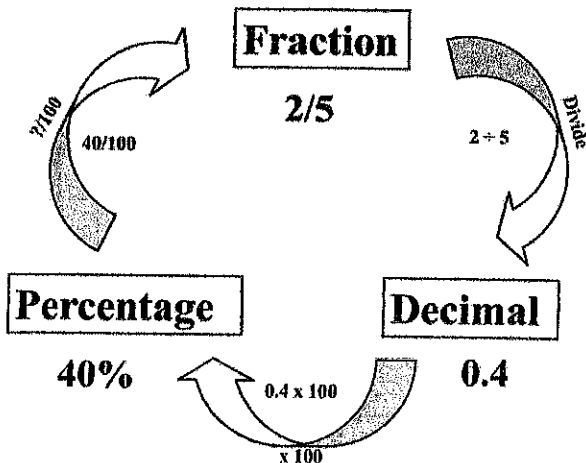 Fraction
2/5
?/100
40/100
2 ÷ 5
Divide
Percentage
40%
Decimal
0.4
0.4 x 100
x 100